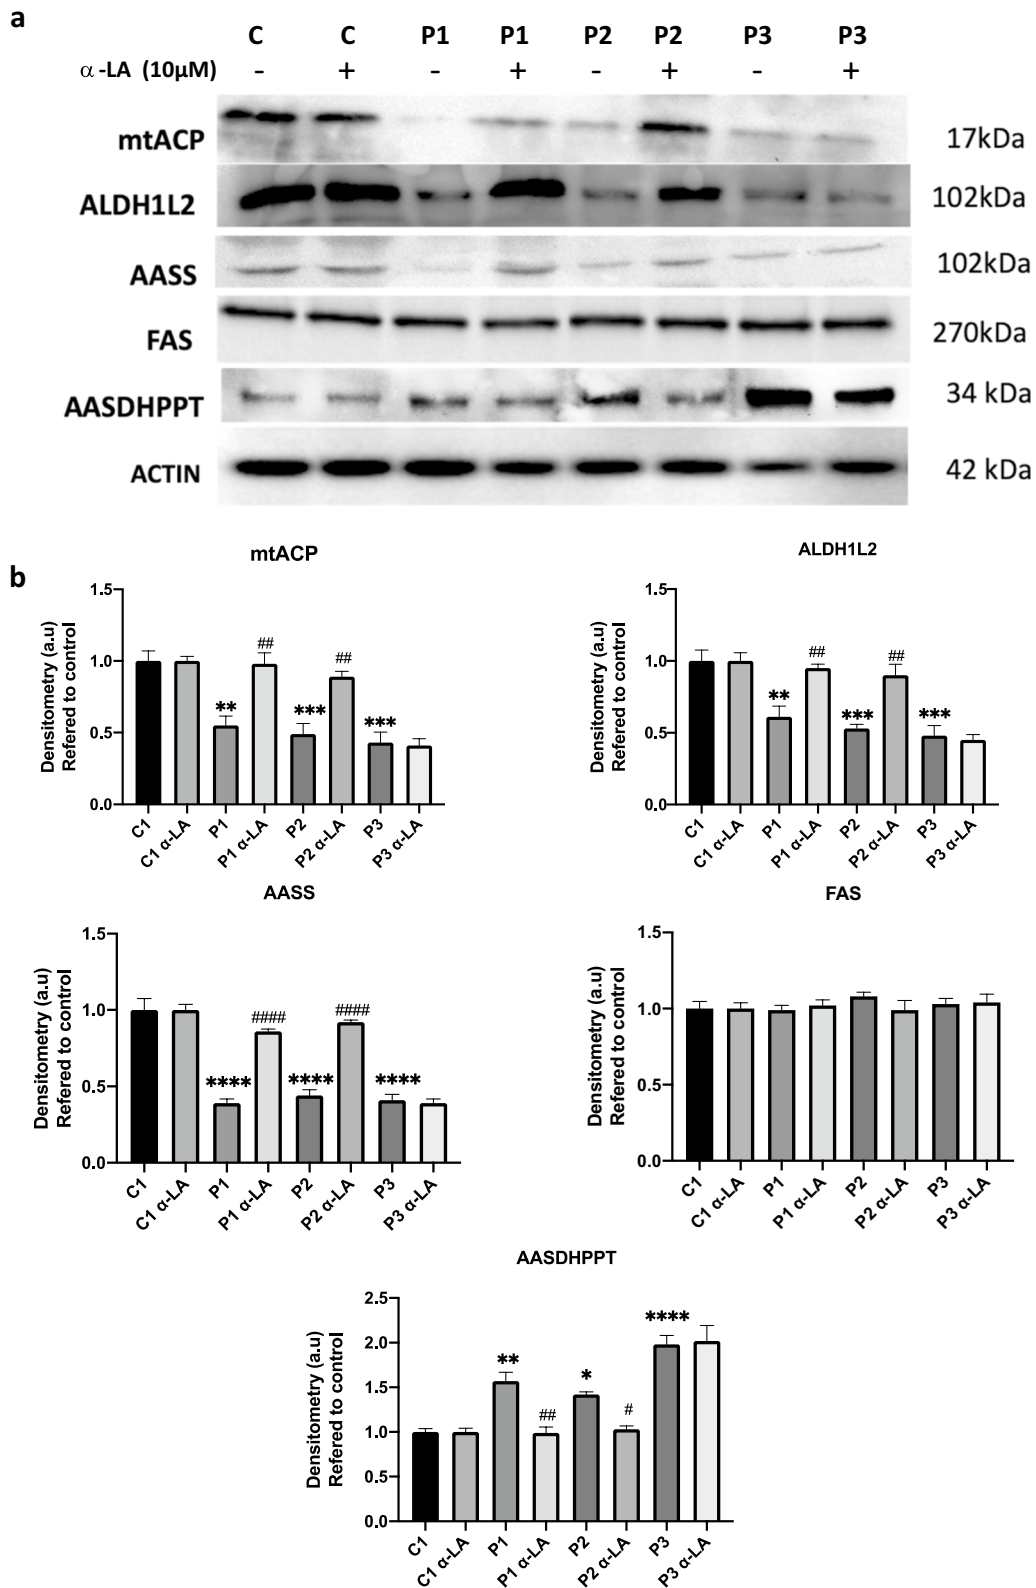 a
C C P1 P1 P2 P2 P3 P3
α-LA (10µM) - + - + - + - +
mtACP 17kDa
ALDH1L2 102kDa
AASS 102kDa
FAS 270kDa
AASDHPPT 34 kDa
ACTIN 42 kDa
b
mtACP
Densitometry (a.u)
Refered to control
1.5
1.0
0.5
0.0
** ## *** ## ***
C1 C1 α-LA P1 P1 α-LA P2 P2 α-LA P3 P3 α-LA
ALDH1L2
Densitometry (a.u)
Refered to control
1.5
1.0
0.5
0.0
** ## *** ## ***
C1 C1 α-LA P1 P1 α-LA P2 P2 α-LA P3 P3 α-LA
AASS
Densitometry (a.u)
Refered to control
1.5
1.0
0.5
0.0
**** #### **** #### ****
C1 C1 α-LA P1 P1 α-LA P2 P2 α-LA P3 P3 α-LA
FAS
Densitometry (a.u)
Refered to control
1.5
1.0
0.5
0.0
C1 C1 α-LA P1 P1 α-LA P2 P2 α-LA P3 P3 α-LA
AASDHPPT
Densitometry (a.u)
Refered to control
2.5
2.0
1.5
1.0
0.5
0.0
** ## * # ****
C1 C1 α-LA P1 P1 α-LA P2 P2 α-LA P3 P3 α-LA